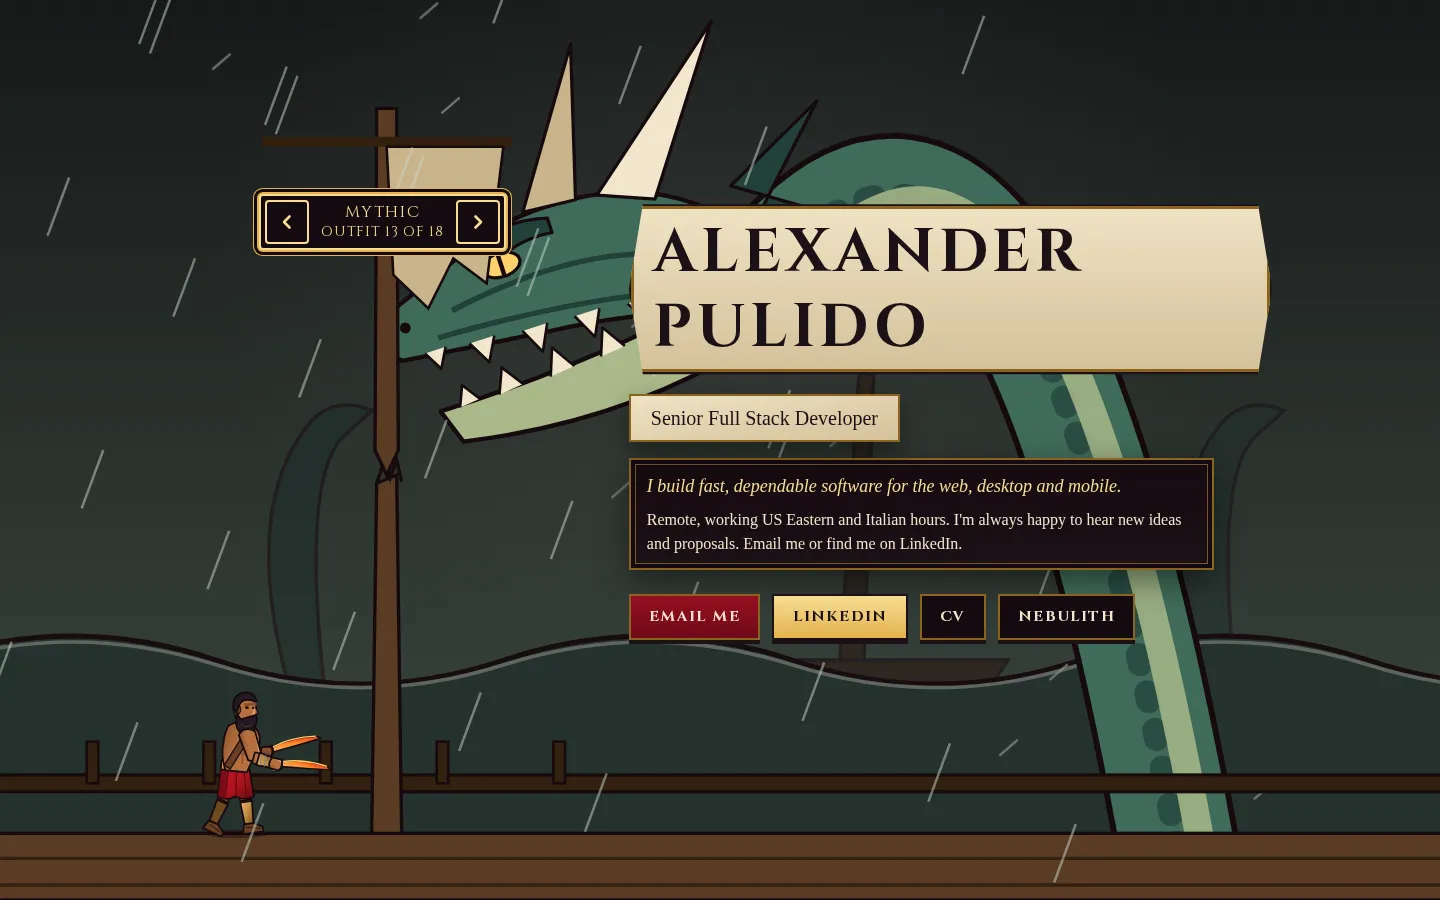 MYTHIC
OUTFIT 13 OF 18
ALEXANDER
PULIDO
Senior Full Stack Developer
I build fast, dependable software for the web, desktop and mobile.
Remote, working US Eastern and Italian hours. I'm always happy to hear new ideas
and proposals. Email me or find me on LinkedIn.
EMAIL ME
LINKEDIN
CV
NEBULITH